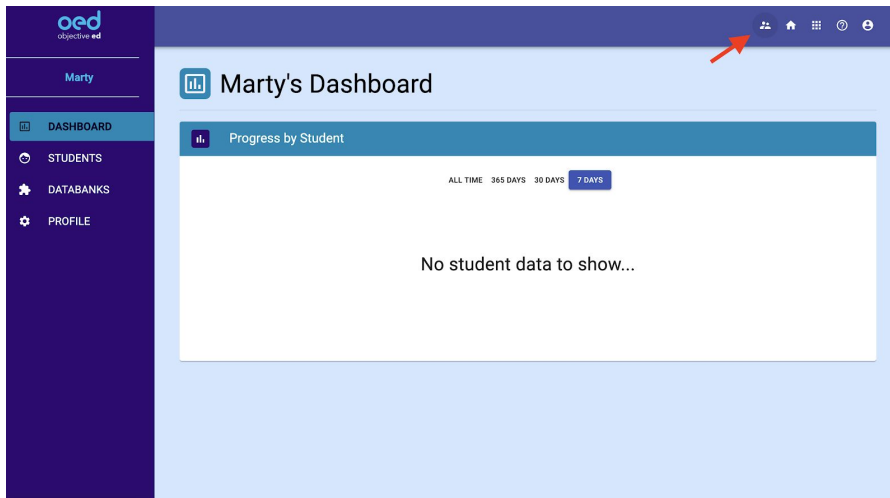 oed
objective ed
Marty
DASHBOARD
STUDENTS
DATABANKS
PROFILE
Marty's Dashboard
Progress by Student
ALL TIME 365 DAYS 30 DAYS 7 DAYS
No student data to show...